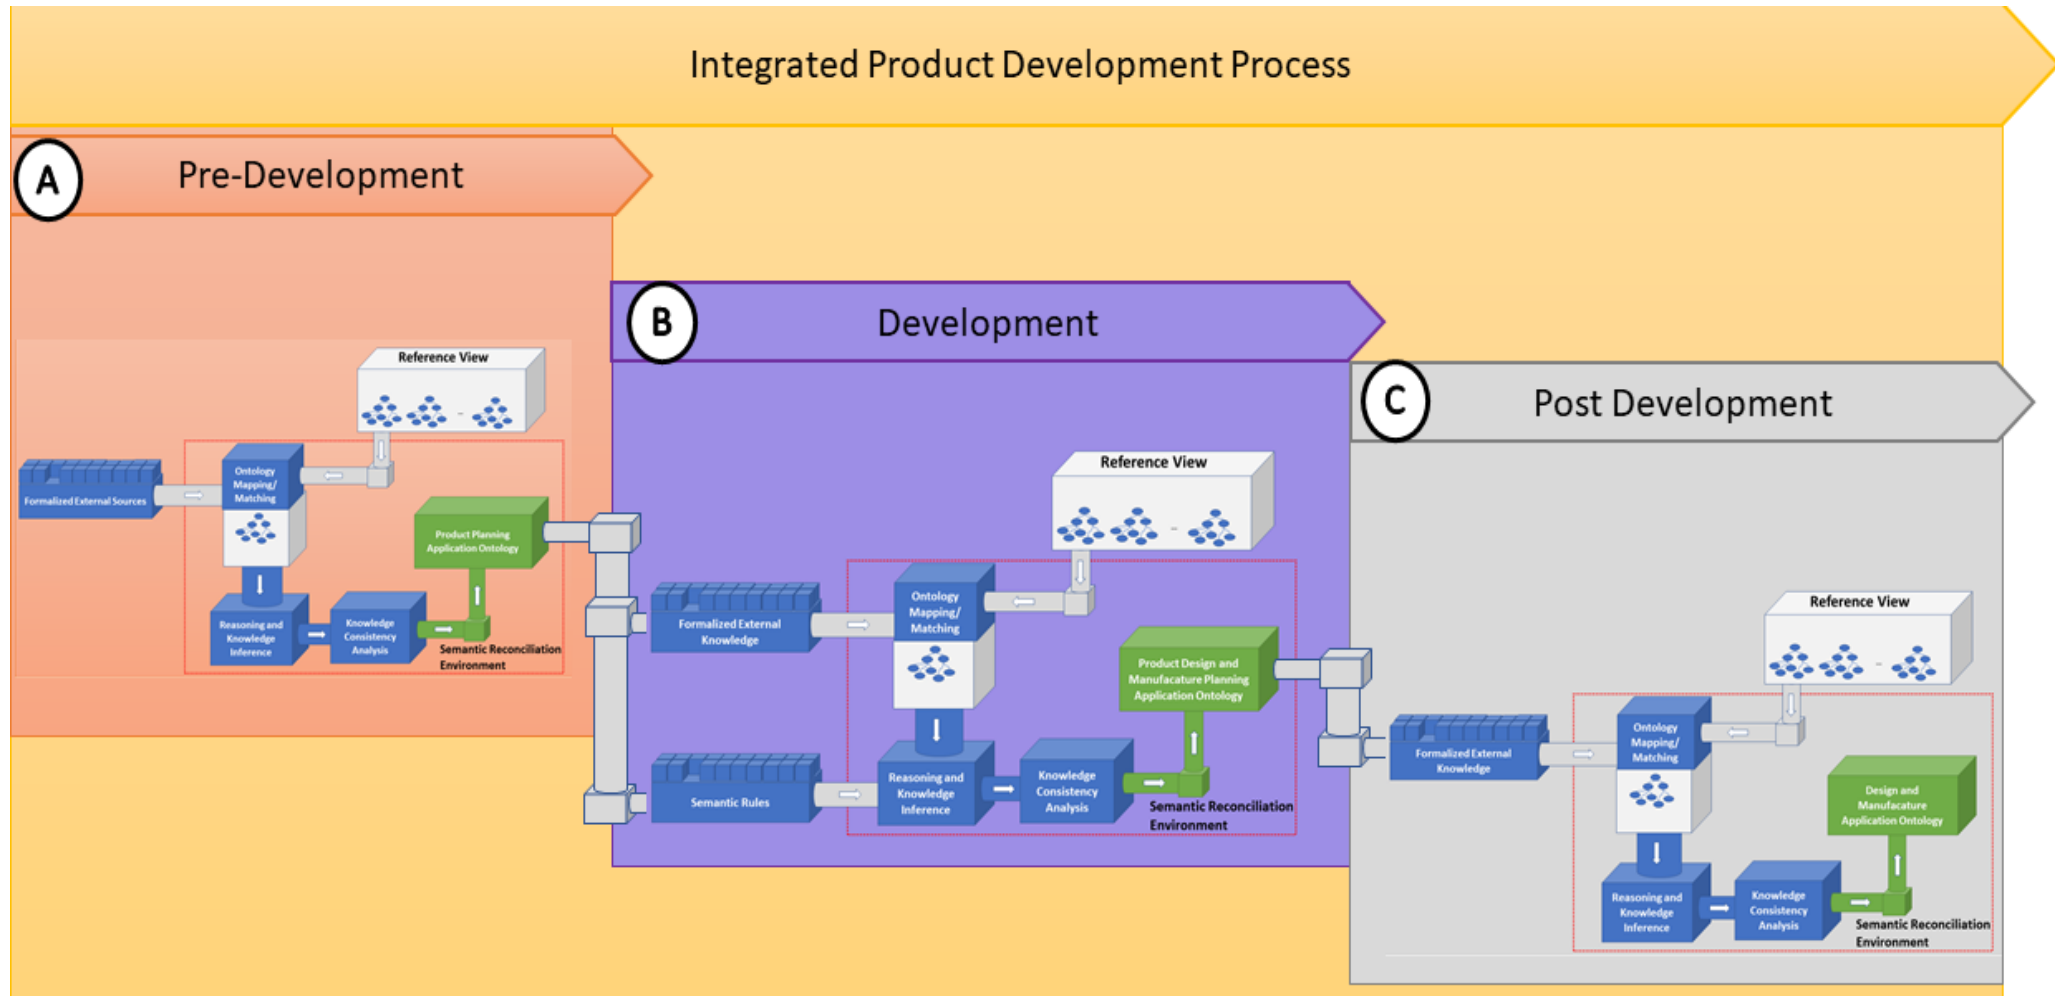 Integrated Product Development Process
A
Pre-Development
Reference View
Ontology
Mapping/
Matching
Formalized External Sources
Product Planning
Application Ontology
Reasoning and
Knowledge
Inference
Knowledge
Consistency
Analysis
Semantic Reconciliation
Environment
B
Development
Reference View
Ontology
Mapping/
Matching
Formalized External
Knowledge
Product Design and
Manufacature Planning
Application Ontology
Semantic Rules
Reasoning and
Knowledge
Inference
Knowledge
Consistency
Analysis
Semantic Reconciliation
Environment
C
Post Development
Reference View
Ontology
Mapping/
Matching
Formalized External
Knowledge
Design and
Manufacature
Application Ontology
Reasoning and
Knowledge
Inference
Knowledge
Consistency
Analysis
Semantic Reconciliation
Environment